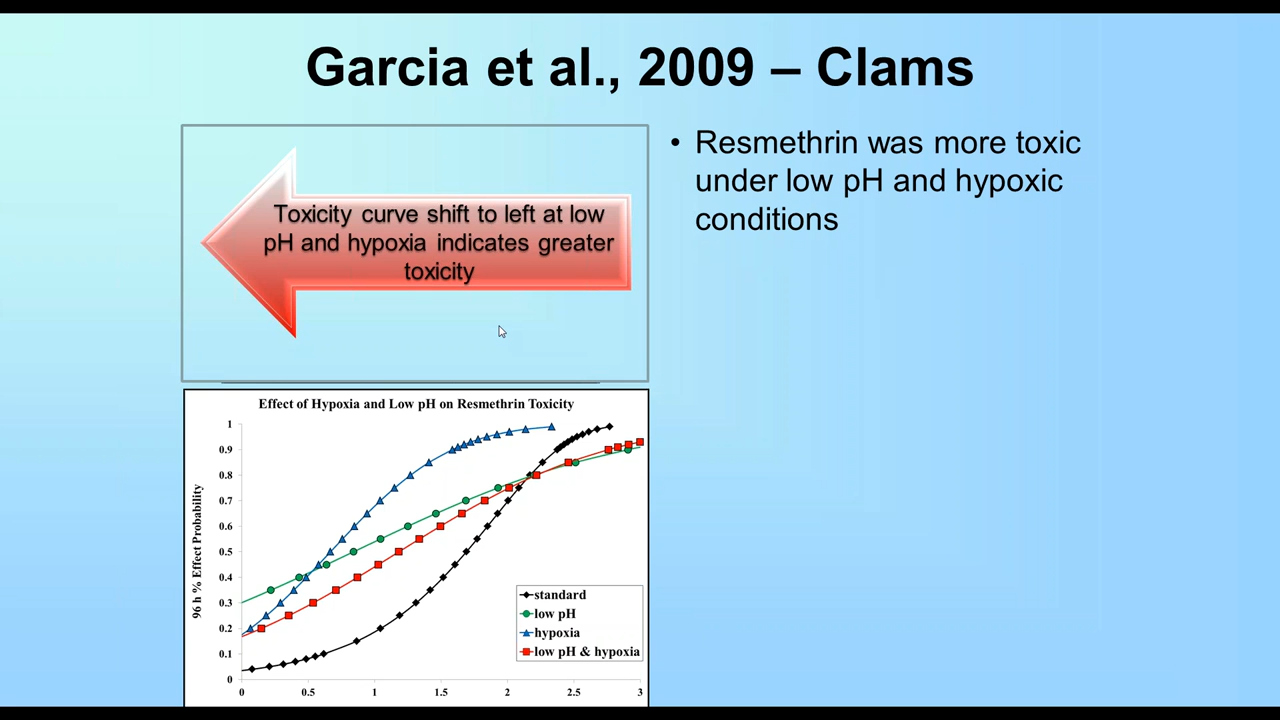 Garcia et al., 2009 – Clams
Toxicity curve shift to left at low
pH and hypoxia indicates greater
toxicity
• Resmethrin was more toxic
under low pH and hypoxic
conditions
Effect of Hypoxia and Low pH on Resmethrin Toxicity
96 h % Effect Probability
1
0.9
0.8
0.7
0.6
0.5
0.4
0.3
0.2
0.1
0
0 0.5 1 1.5 2 2.5 3
standard
low pH
hypoxia
low pH & hypoxia